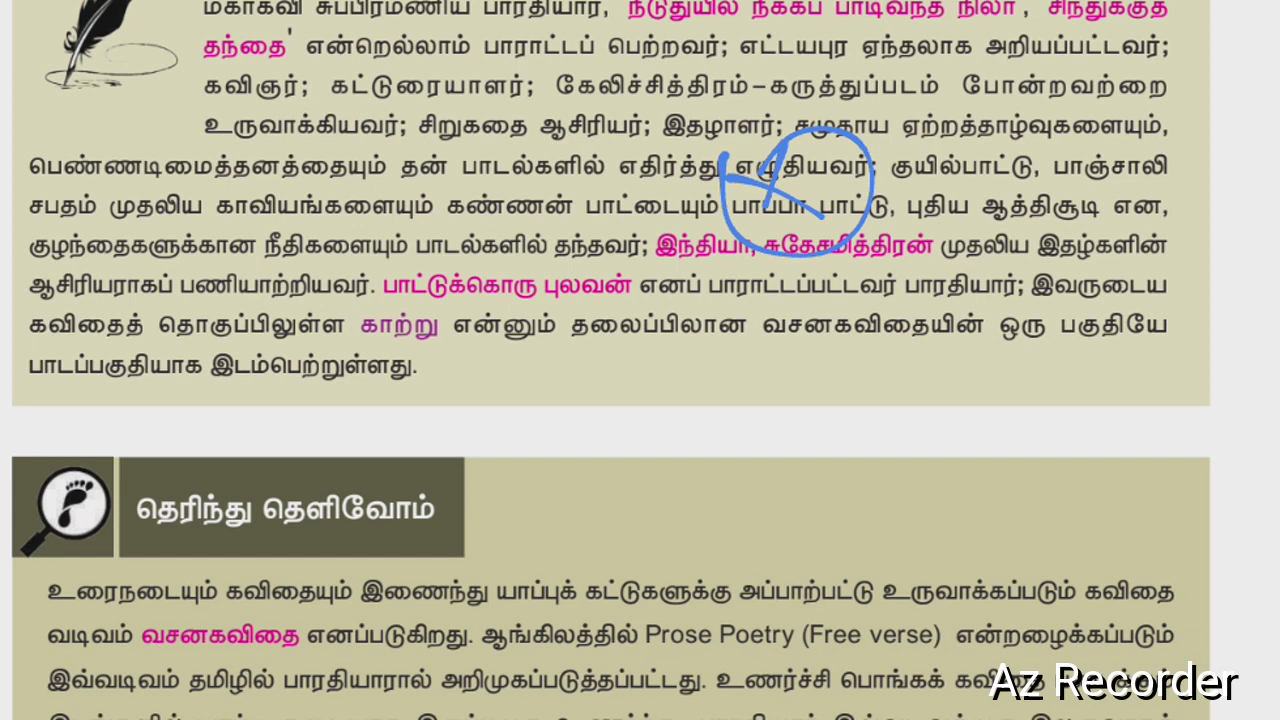 மகாகவி சுப்பிரமணிய பாரதியார், 'நீடுதுயில் நீக்கப் பாடிவந்த நிலா', 'சிந்துக்குத்
தந்தை' என்றெல்லாம் பாராட்டப் பெற்றவர்; எட்டயபுர ஏந்தலாக அறியப்பட்டவர்;
கவிஞர்; கட்டுரையாளர்; கேலிச்சித்திரம்–கருத்துப்படம் போன்றவற்றை
உருவாக்கியவர்; சிறுகதை ஆசிரியர்; இதழாளர்; சமுதாய ஏற்றத்தாழ்வுகளையும்,
பெண்ணடிமைத்தனத்தையும் தன் பாடல்களில் எதிர்த்து எழுதியவர்; குயில்பாட்டு, பாஞ்சாலி
சபதம் முதலிய காவியங்களையும் கண்ணன் பாட்டையும் பாப்பா பாட்டு, புதிய ஆத்திசூடி என,
குழந்தைகளுக்கான நீதிகளையும் பாடல்களில் தந்தவர்; இந்தியா, சுதேசமித்திரன் முதலிய இதழ்களின்
ஆசிரியராகப் பணியாற்றியவர். பாட்டுக்கொரு புலவன் எனப் பாராட்டப்பட்டவர் பாரதியார்; இவருடைய
கவிதைத் தொகுப்பிலுள்ள காற்று என்னும் தலைப்பிலான வசனகவிதையின் ஒரு பகுதியே
பாடப்பகுதியாக இடம்பெற்றுள்ளது.
தெரிந்து தெளிவோம்
உரைநடையும் கவிதையும் இணைந்து யாப்புக் கட்டுகளுக்கு அப்பாற்பட்டு உருவாக்கப்படும் கவிதை
வடிவம் வசனகவிதை எனப்படுகிறது. ஆங்கிலத்தில் Prose Poetry (Free verse) என்றழைக்கப்படும்
இவ்வடிவம் தமிழில் பாரதியாரால் அறிமுகப்படுத்தப்பட்டது. உணர்ச்சி பொங்கக்
Az Recorder